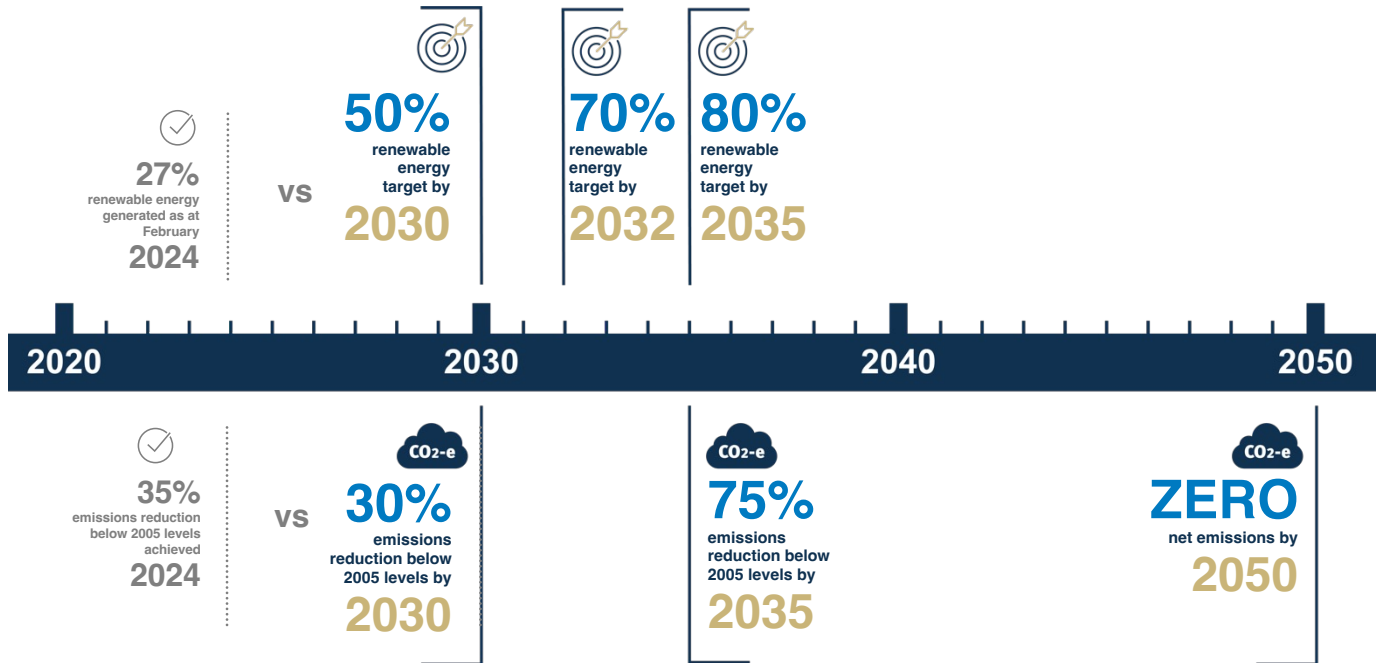 27%
renewable energy
generated as at
February
2024
vs
50%
renewable
energy
target by
2030
70%
renewable
energy
target by
2032
80%
renewable
energy
target by
2035
2020
2030
2040
2050
35%
emissions reduction
below 2005 levels
achieved
2024
vs
CO2-e
30%
emissions
reduction below
2005 levels by
2030
CO2-e
75%
emissions
reduction below
2005 levels by
2035
CO2-e
ZERO
net emissions by
2050